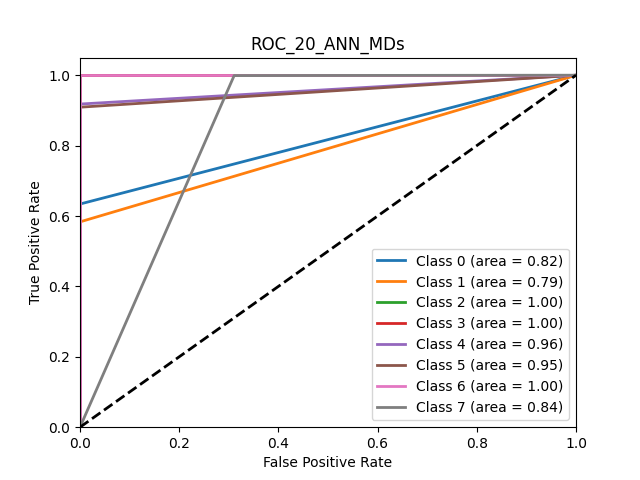 ROC_20_ANN_MDs
True Positive Rate
1.0
0.8
0.6
0.4
0.2
0.0
Class 0 (area = 0.82)
Class 1 (area = 0.79)
Class 2 (area = 1.00)
Class 3 (area = 1.00)
Class 4 (area = 0.96)
Class 5 (area = 0.95)
Class 6 (area = 1.00)
Class 7 (area = 0.84)
0.0 0.2 0.4 0.6 0.8 1.0
False Positive Rate